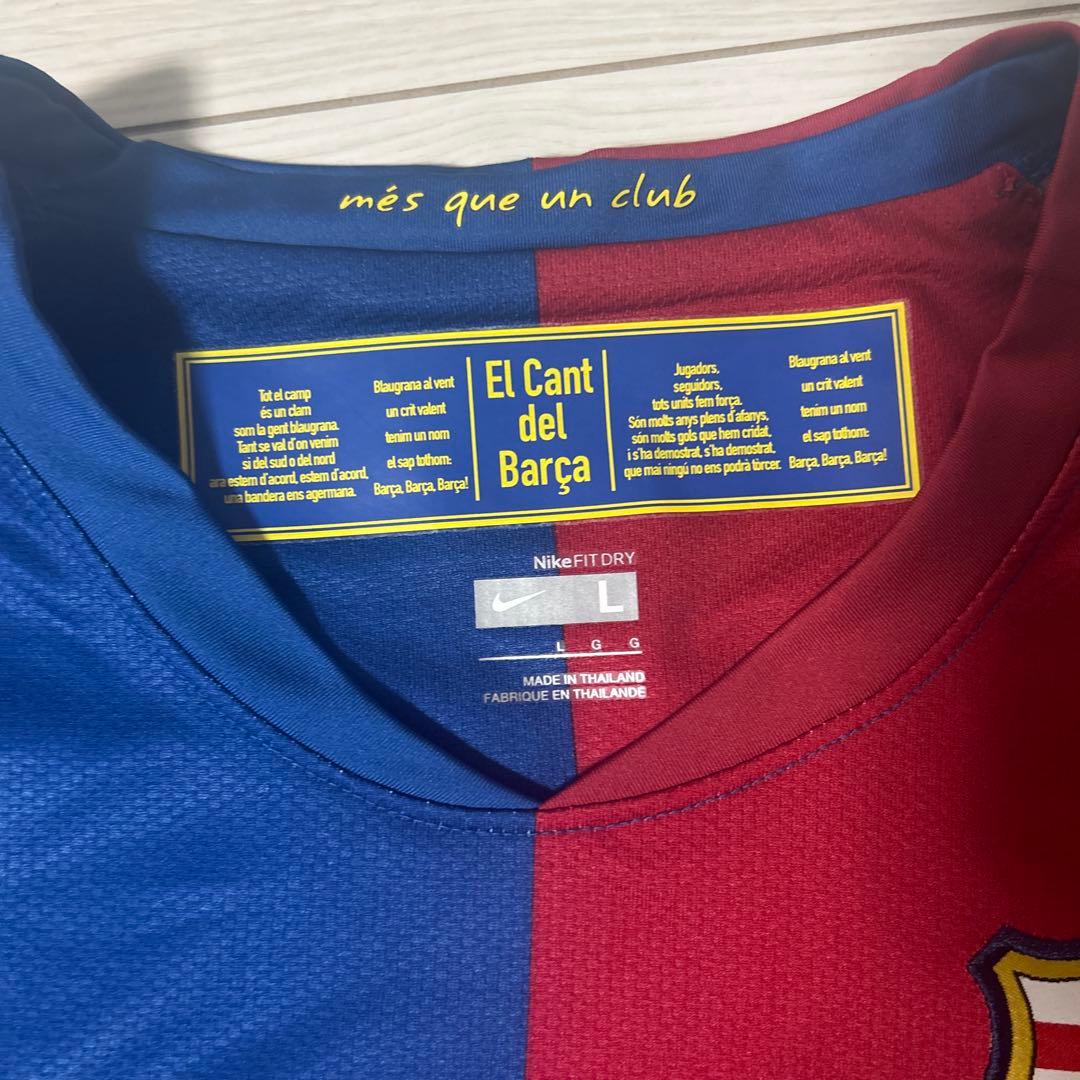 més que un club
Tot el camp
és un clam
som la gent blaugrana.
Tant se val d'on venim
si del sud o del nord
ara estem d'acord, estem d'acord,
una bandera ens agermana.
Blaugrana al vent
un crit valent
tenim un nom
el sap tothom:
Barça, Barça, Barça!
El Cant
del
Barça
Jugadors,
seguidors,
tots units fem força.
Són molts anys plens d'afanys,
són molts gols que hem cridat,
i s'ha demostrat, s'ha demostrat,
que mai ningú no ens podrà tòrcer.
Blaugrana al vent
un crit valent
tenim un nom
el sap tothom:
Barça, Barça, Barça!
NikeFIT DRY
L
L G G
MADE IN THAILAND
FABRIQUE EN THAILANDE